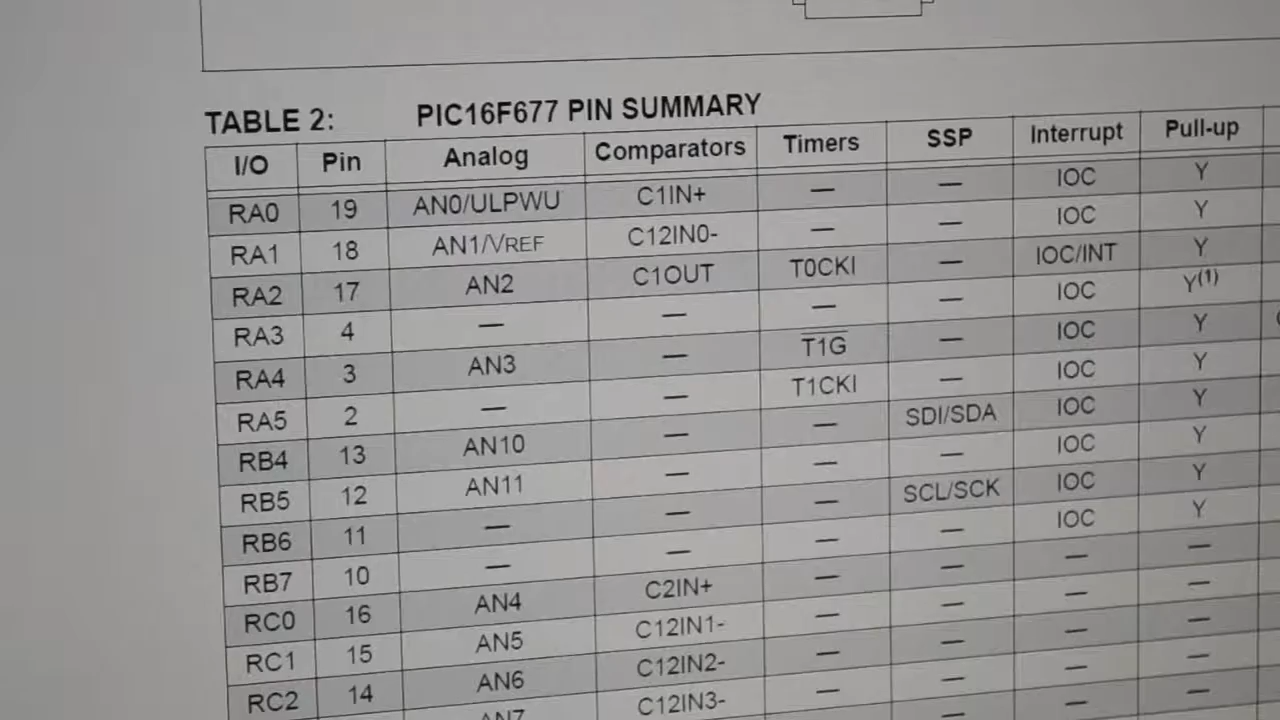 TABLE 2: PIC16F677 PIN SUMMARY
I/O Pin Analog Comparators Timers SSP Interrupt Pull-up
RA0 19 AN0/ULPWU C1IN+ — — IOC Y
RA1 18 AN1/VREF C12IN0- — — IOC Y
RA2 17 AN2 C1OUT T0CKI — IOC/INT Y
RA3 4 — — — — IOC Y(1)
RA4 3 AN3 — T1G — IOC Y
RA5 2 — — T1CKI — IOC Y
RB4 13 AN10 — — SDI/SDA IOC Y
RB5 12 AN11 — — — IOC Y
RB6 11 — — — SCL/SCK IOC Y
RB7 10 — — — — IOC Y
RC0 16 AN4 C2IN+ — — — —
RC1 15 AN5 C12IN1- — — — —
RC2 14 AN6 C12IN2- — — — —
AN7 C12IN3- — — — —